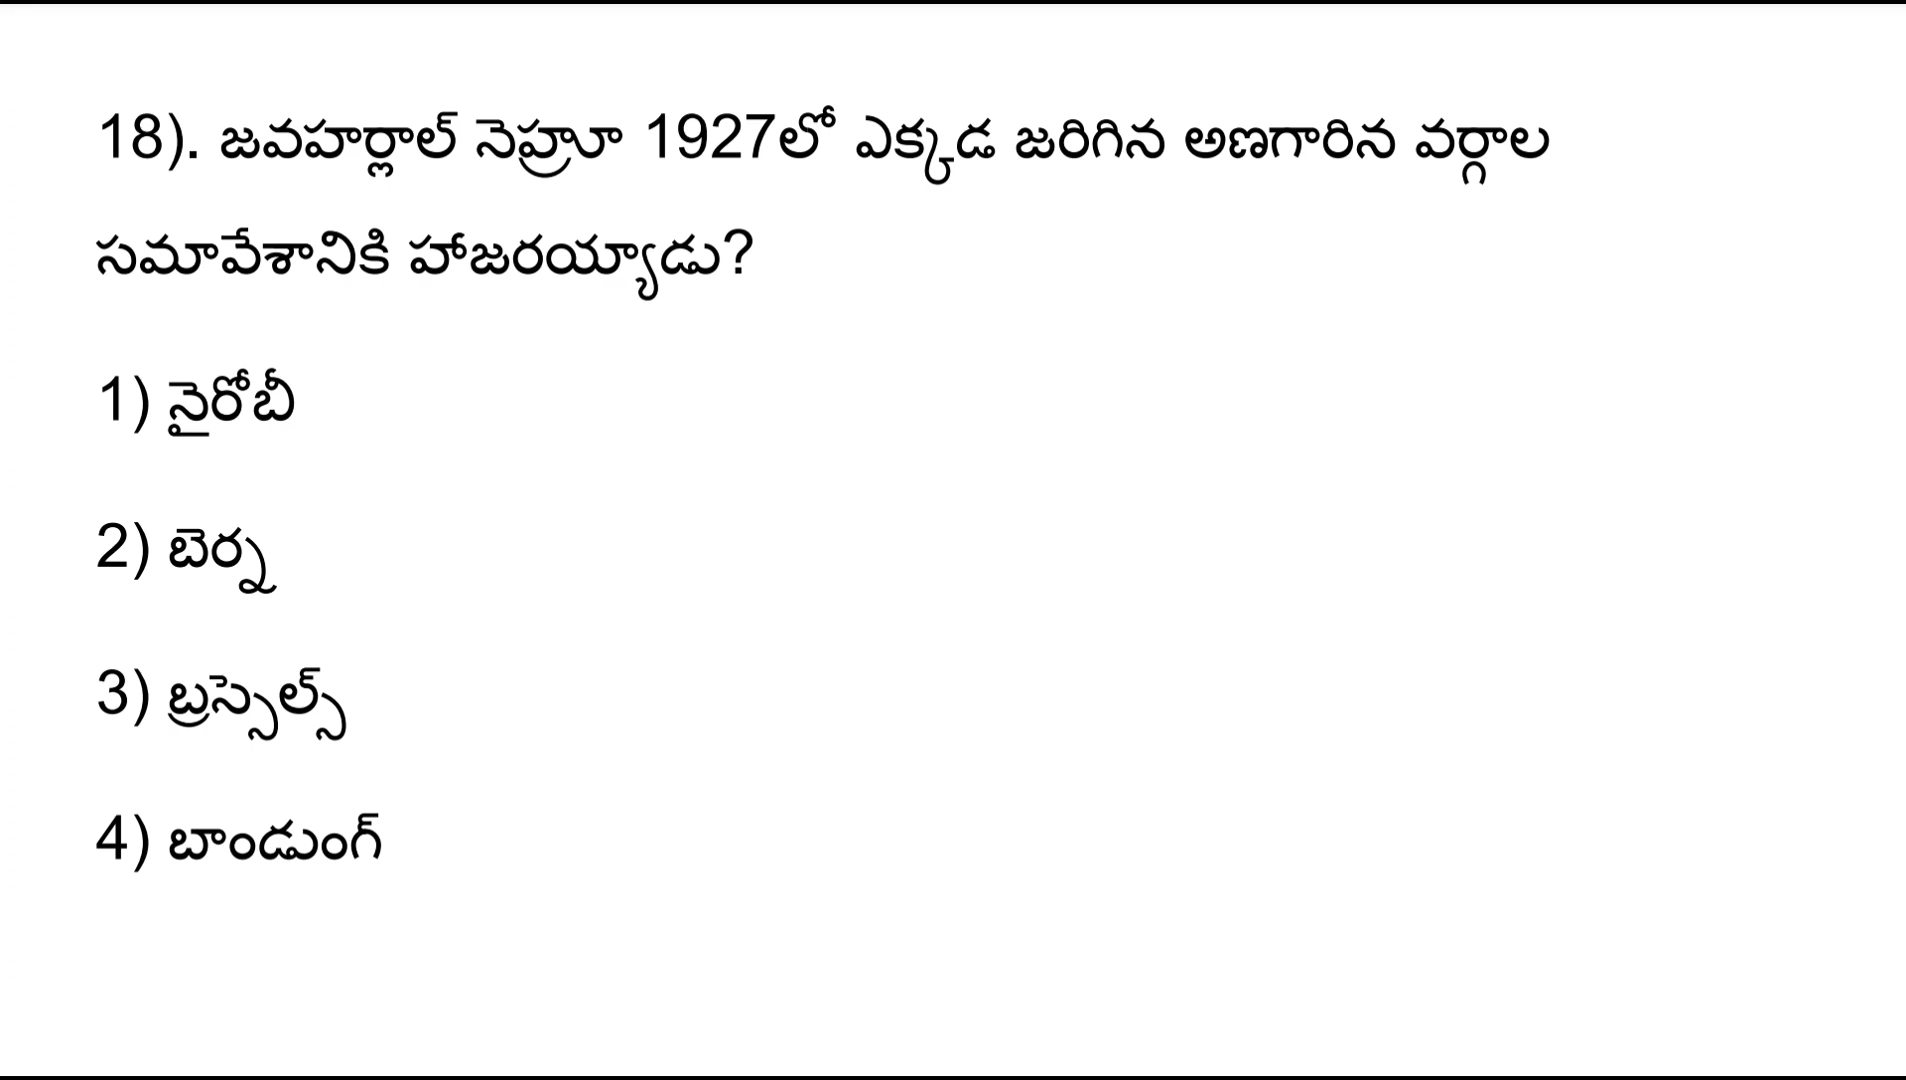 18). జవహర్లాల్ నెహ్రూ 1927లో ఎక్కడ జరిగిన అణగారిన వర్గాల
సమావేశానికి హాజరయ్యాడు?
1) నైరోబీ
2) బెర్న
3) బ్రస్సెల్స్
4) బాండుంగ్